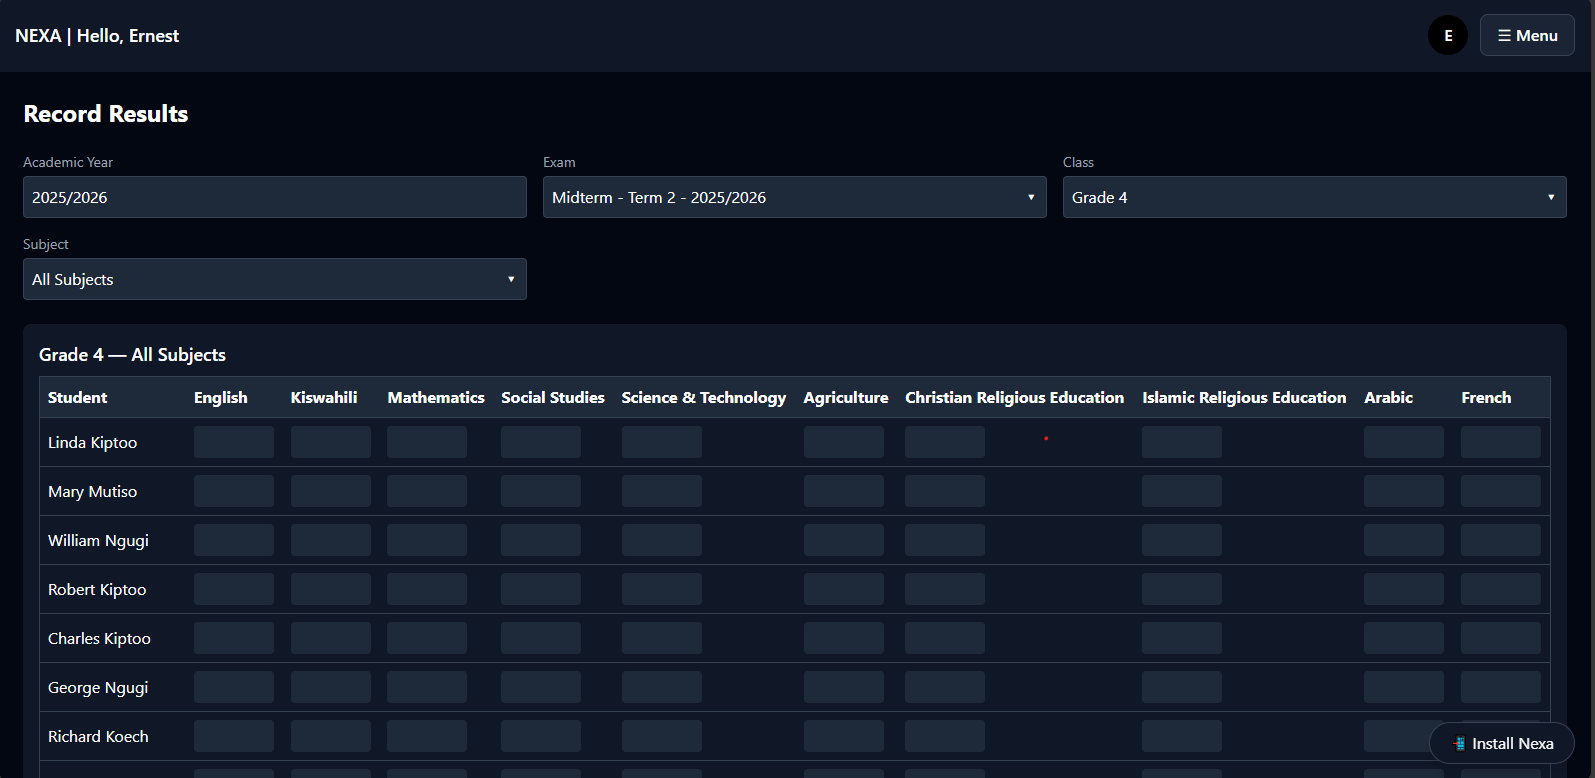 NEXA | Hello, Ernest
E
☰ Menu
Record Results
Academic Year
Exam
Class
2025/2026
Midterm - Term 2 - 2025/2026
Grade 4
Subject
All Subjects
Grade 4 — All Subjects
Student English Kiswahili Mathematics Social Studies Science & Technology Agriculture Christian Religious Education Islamic Religious Education Arabic French
Linda Kiptoo
Mary Mutiso
William Ngugi
Robert Kiptoo
Charles Kiptoo
George Ngugi
Richard Koech
Install Nexa